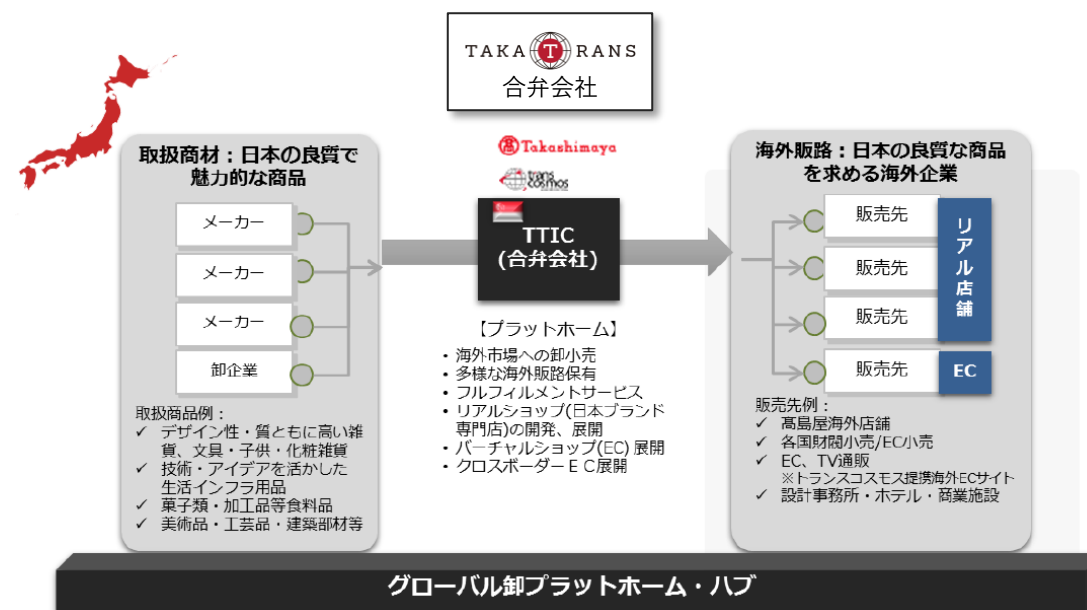 TAKA T RANS
合弁会社
取扱商材：日本の良質で
魅力的な商品
メーカー
メーカー
メーカー
卸企業
取扱商品例：
✓ デザイン性・質ともに高い雑
貨、文具・子供・化粧雑貨
✓ 技術・アイデアを活かした
生活インフラ用品
✓ 菓子類・加工品等食料品
✓ 美術品・工芸品・建築部材等
髙 Takashimaya
trans
cosmos
TTIC
(合弁会社)
【プラットホーム】
・海外市場への卸小売
・多様な海外販路保有
・フルフィルメントサービス
・リアルショップ(日本ブランド
専門店)の開発、展開
・バーチャルショップ(EC) 展開
・クロスボーダーＥＣ展開
海外販路：日本の良質な商品
を求める海外企業
販売先
販売先
販売先
販売先
リアル店舗
EC
販売先例：
✓ 髙島屋海外店舗
✓ 各国財閥小売/EC小売
✓ EC、TV通販
※トランスコスモス提携海外ECサイト
✓ 設計事務所・ホテル・商業施設
グローバル卸プラットホーム・ハブ